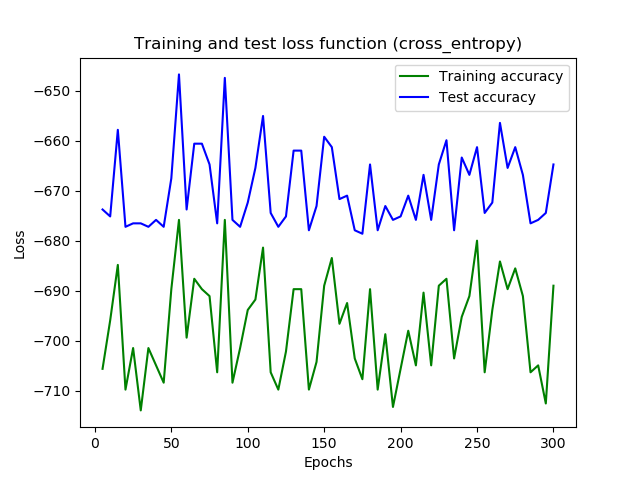 Training and test loss function (cross_entropy)
Training accuracy
Test accuracy
−650
−660
−670
−680
−690
−700
−710
Loss
0
50
100
150
200
250
300
Epochs